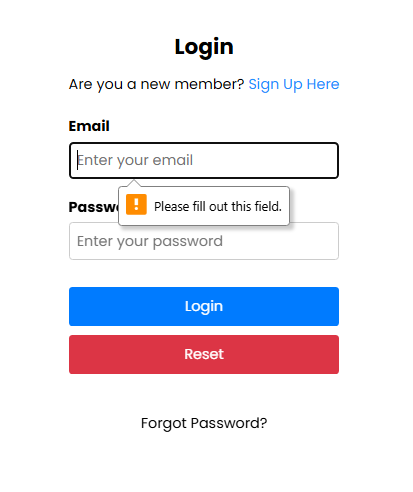 Login
Are you a new member? Sign Up Here
Email
Enter your email
Please fill out this field.
Passw
Enter your password
Login
Reset
Forgot Password?